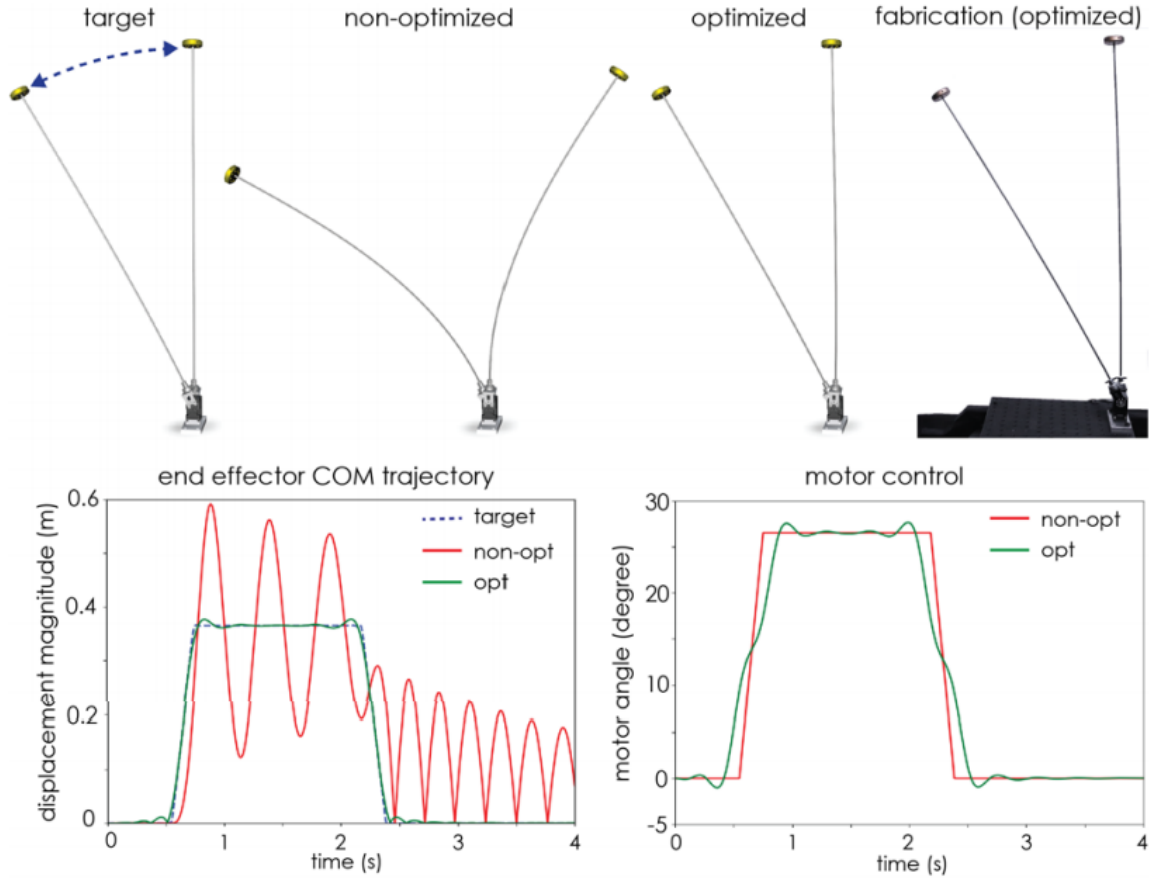 target
non-optimized
optimized
fabrication (optimized)
end effector COM trajectory
displacement magnitude (m)
0.6
0.4
0.2
0
target
non-opt
opt
0
1
2
3
4
time (s)
motor control
motor angle (degree)
30
20
10
0
-5
non-opt
opt
0
1
2
3
4
time (s)